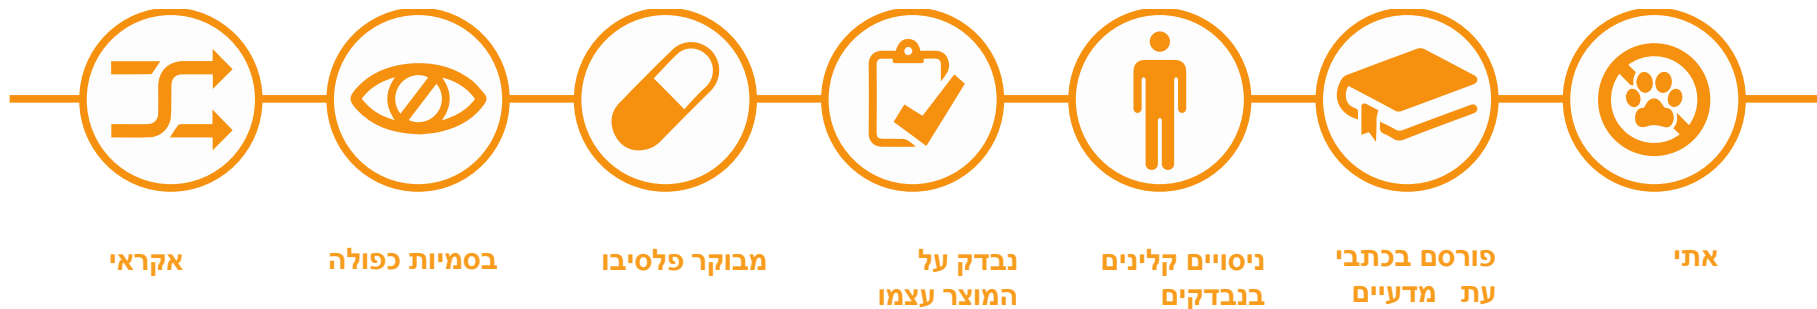 אתי
פורסם בכתבי
עת מדעיים
ניסויים קלינים
בנבדקים
נבדק על
המוצר עצמו
מבוקר פלסיבו
בסמיות כפולה
אקראי